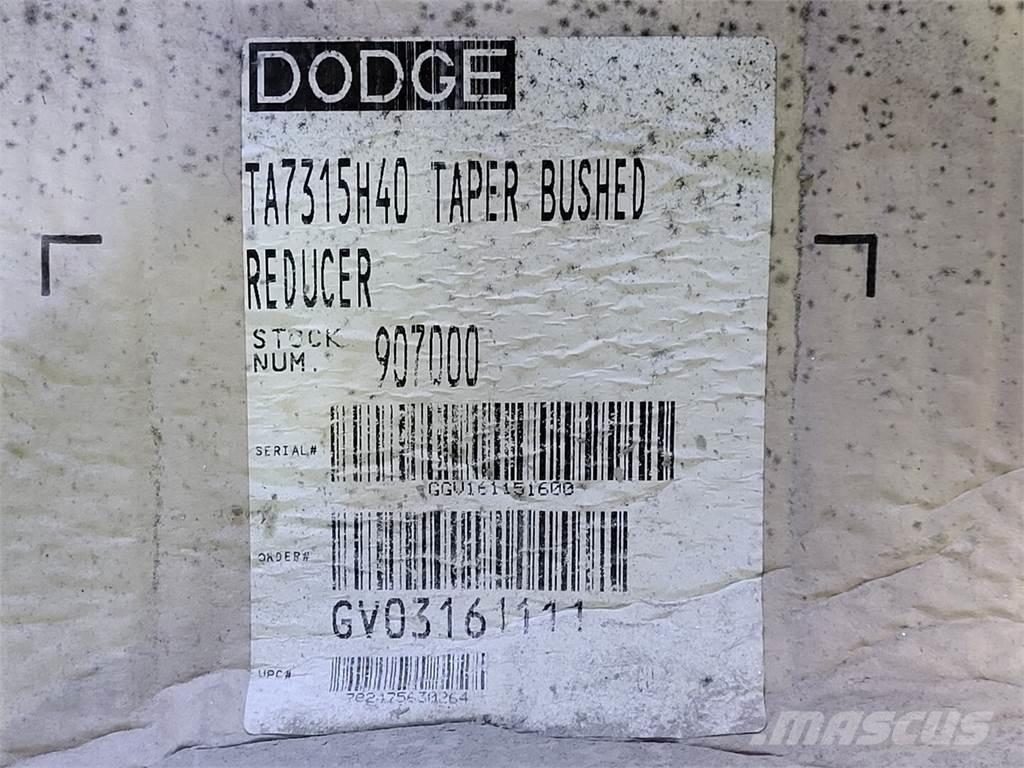 DODGE
TA7315H40 TAPER BUSHED
REDUCER
STOCK
NUM. 907000
SERIAL#
GGV161151600
ORDER#
GV03161111
UPC#
MASCUS